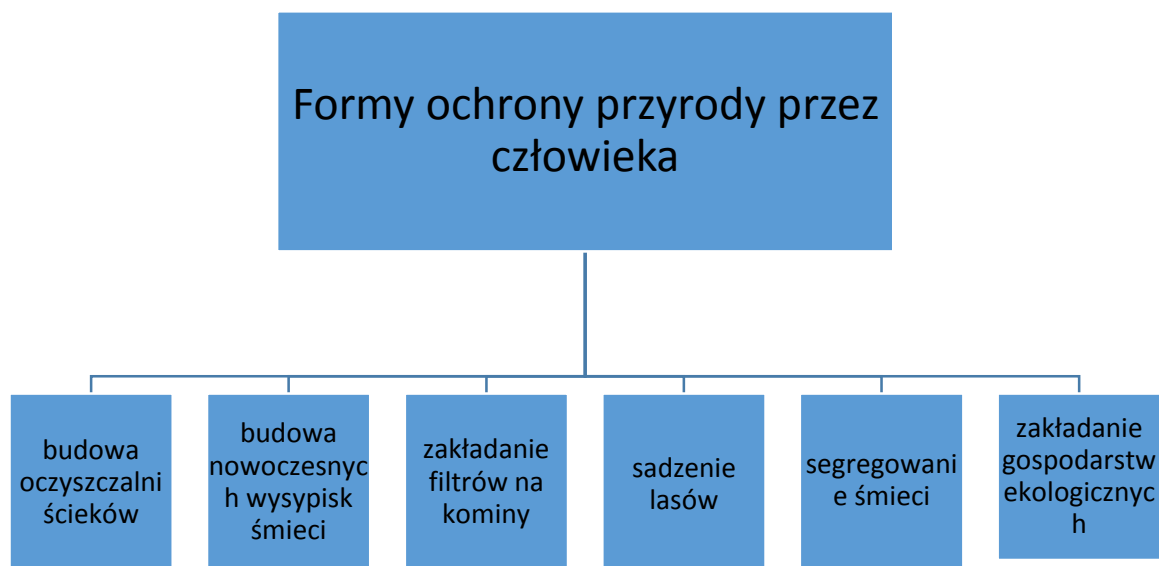 Formy ochrony przyrody przez
człowieka
budowa
oczyszczalni
ścieków
budowa
nowoczesnyc
h wysypisk
śmieci
zakładanie
filtrów na
kominy
sadzenie
lasów
segregowani
e śmieci
zakładanie
gospodarstw
ekologicznyc
h